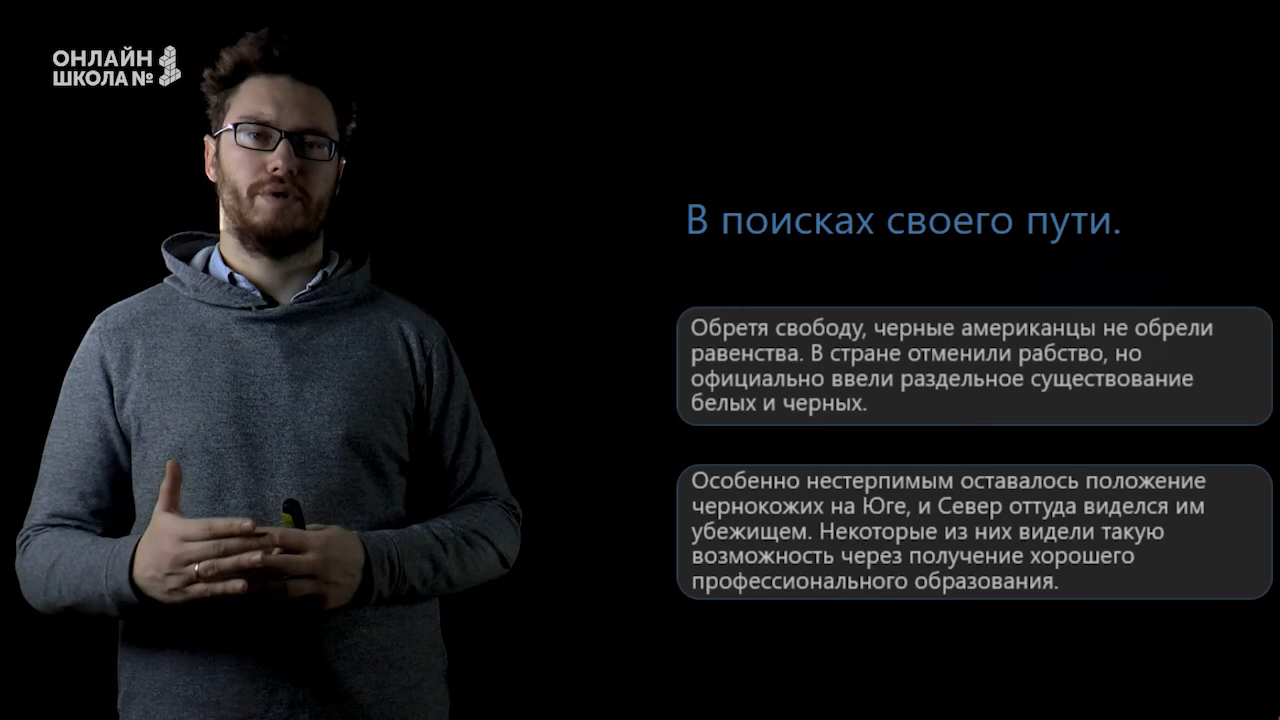 ОНЛАЙН
ШКОЛА №
В поисках своего пути.
Обретя свободу, черные американцы не обрели
равенства. В стране отменили рабство, но
официально ввели раздельное существование
белых и черных.
Особенно нестерпимым оставалось положение
чернокожих на Юге, и Север оттуда виделся им
убежищем. Некоторые из них видели такую
возможность через получение хорошего
профессионального образования.